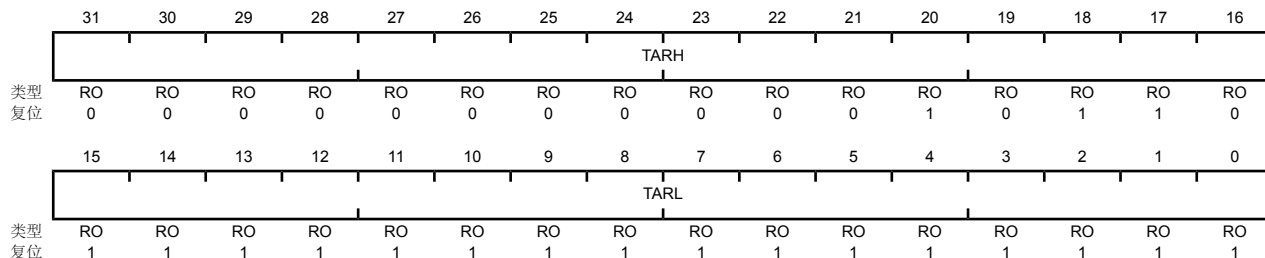 31 30 29 28 27 26 25 24 23 22 21 20 19 18 17 16
TARH
类型 RO RO RO RO RO RO RO RO RO RO RO RO RO RO RO RO
复位 0 0 0 0 0 0 0 0 0 0 0 1 0 1 1 0
15 14 13 12 11 10 9 8 7 6 5 4 3 2 1 0
TARL
类型 RO RO RO RO RO RO RO RO RO RO RO RO RO RO RO RO
复位 1 1 1 1 1 1 1 1 1 1 1 1 1 1 1 1